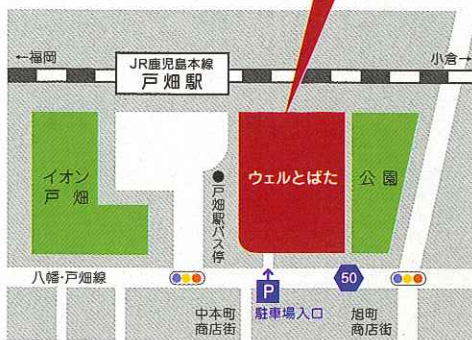 ←福岡
小倉→
JR鹿児島本線
戸畑駅
イオン
戸畑
●戸畑駅バス停
ウェルとばた
公園
八幡・戸畑線
P
50
中本町
商店街
駐車場入口
旭町
商店街